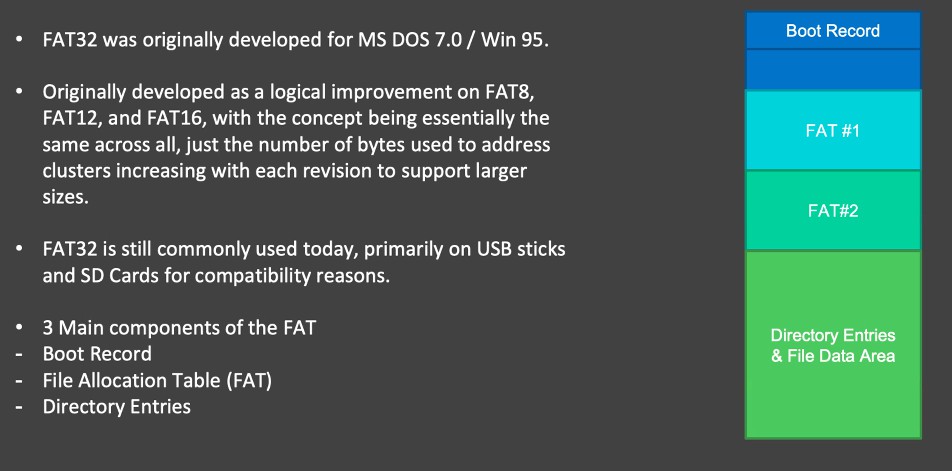 • FAT32 was originally developed for MS DOS 7.0 / Win 95.
• Originally developed as a logical improvement on FAT8,
FAT12, and FAT16, with the concept being essentially the
same across all, just the number of bytes used to address
clusters increasing with each revision to support larger
sizes.
• FAT32 is still commonly used today, primarily on USB sticks
and SD Cards for compatibility reasons.
• 3 Main components of the FAT
- Boot Record
- File Allocation Table (FAT)
- Directory Entries
Boot Record
FAT #1
FAT#2
Directory Entries
& File Data Area